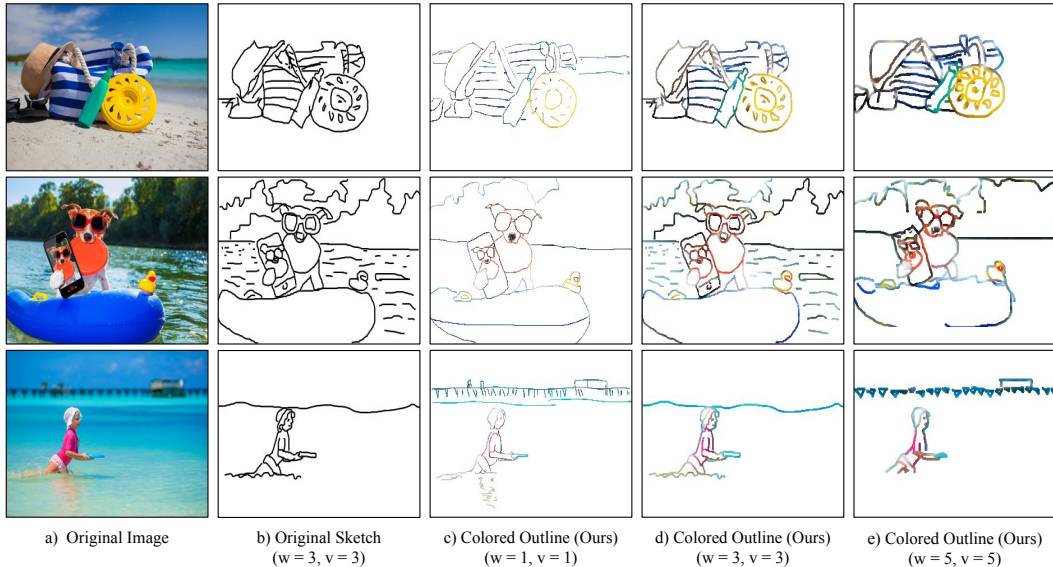 a) Original Image
b) Original Sketch
(w = 3, v = 3)
c) Colored Outline (Ours)
(w = 1, v = 1)
d) Colored Outline (Ours)
(w = 3, v = 3)
e) Colored Outline (Ours)
(w = 5, v = 5)